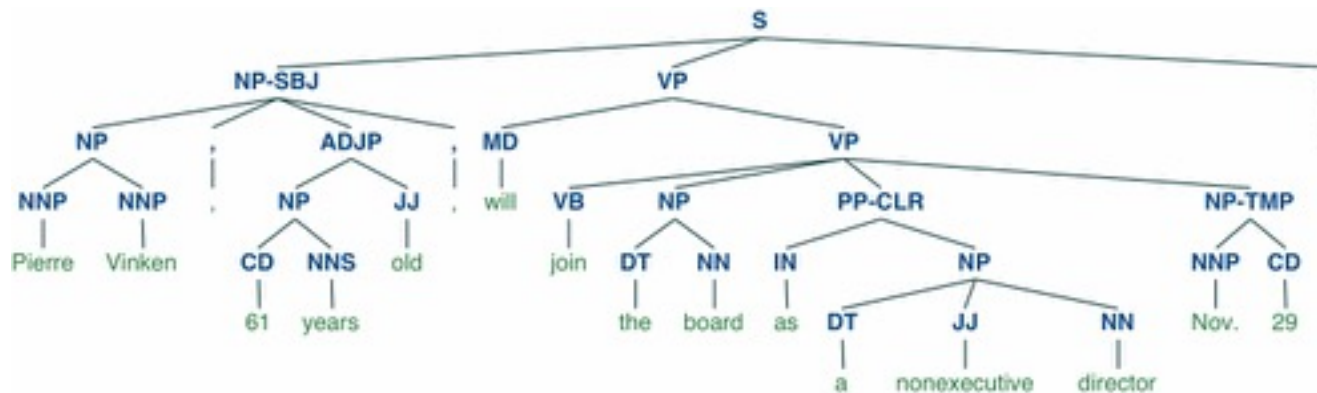 S
NP-SBJ VP
NP , ADJP , MD VP
NNP NNP , NP JJ , will VB NP PP-CLR NP-TMP
Pierre Vinken CD NNS old join DT NN IN NP NNP CD
61 years the board as DT JJ NN Nov. 29
a nonexecutive director